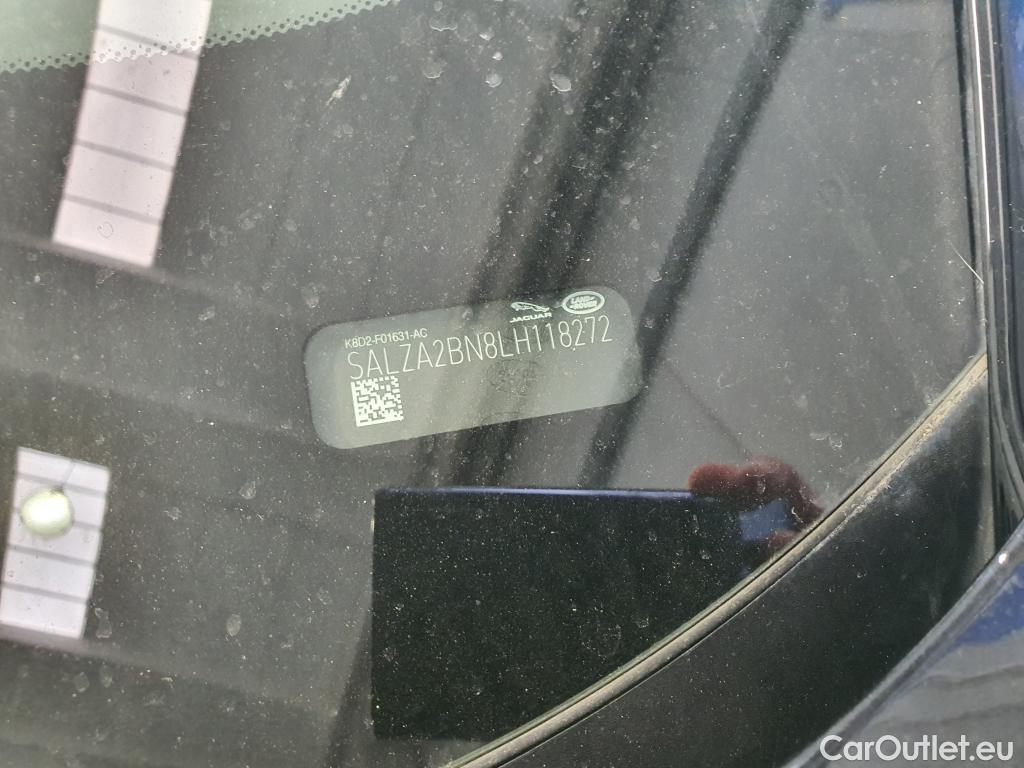 JAGUAR
LAND-
ROVER
K8D2-F01631-AC
SALZA2BN8LH118272
CarOutlet.eu